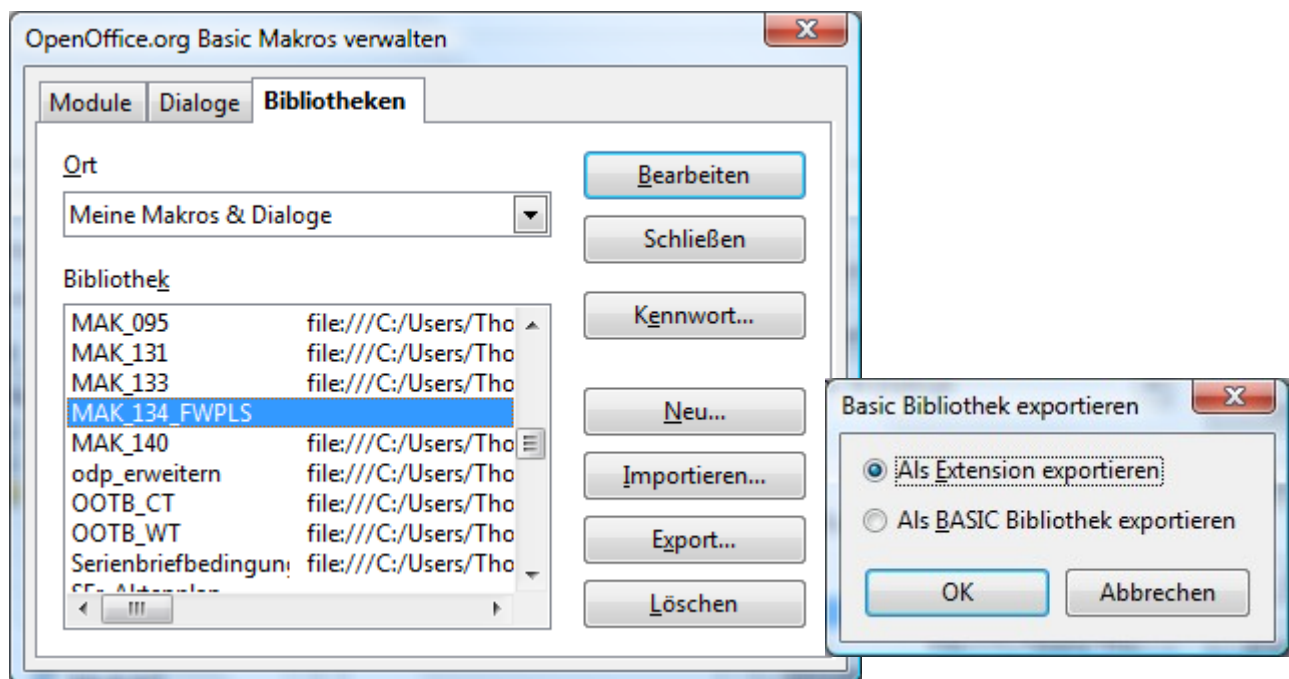 OpenOffice.org Basic Makros verwalten
Module Dialoge Bibliotheken
Ort
Meine Makros & Dialoge
Bibliothek
MAK_095 file:///C:/Users/Tho
MAK_131 file:///C:/Users/Tho
MAK_133 file:///C:/Users/Tho
MAK_134_FWPLS
MAK_140 file:///C:/Users/Tho
odp_erweitern file:///C:/Users/Tho
OOTB_CT file:///C:/Users/Tho
OOTB_WT file:///C:/Users/Tho
Serienbriefbedingung file:///C:/Users/Tho
Bearbeiten
Schließen
Kennwort...
Neu...
Importieren...
Export...
Löschen
Basic Bibliothek exportieren
Als Extension exportieren
Als BASIC Bibliothek exportieren
OK Abbrechen